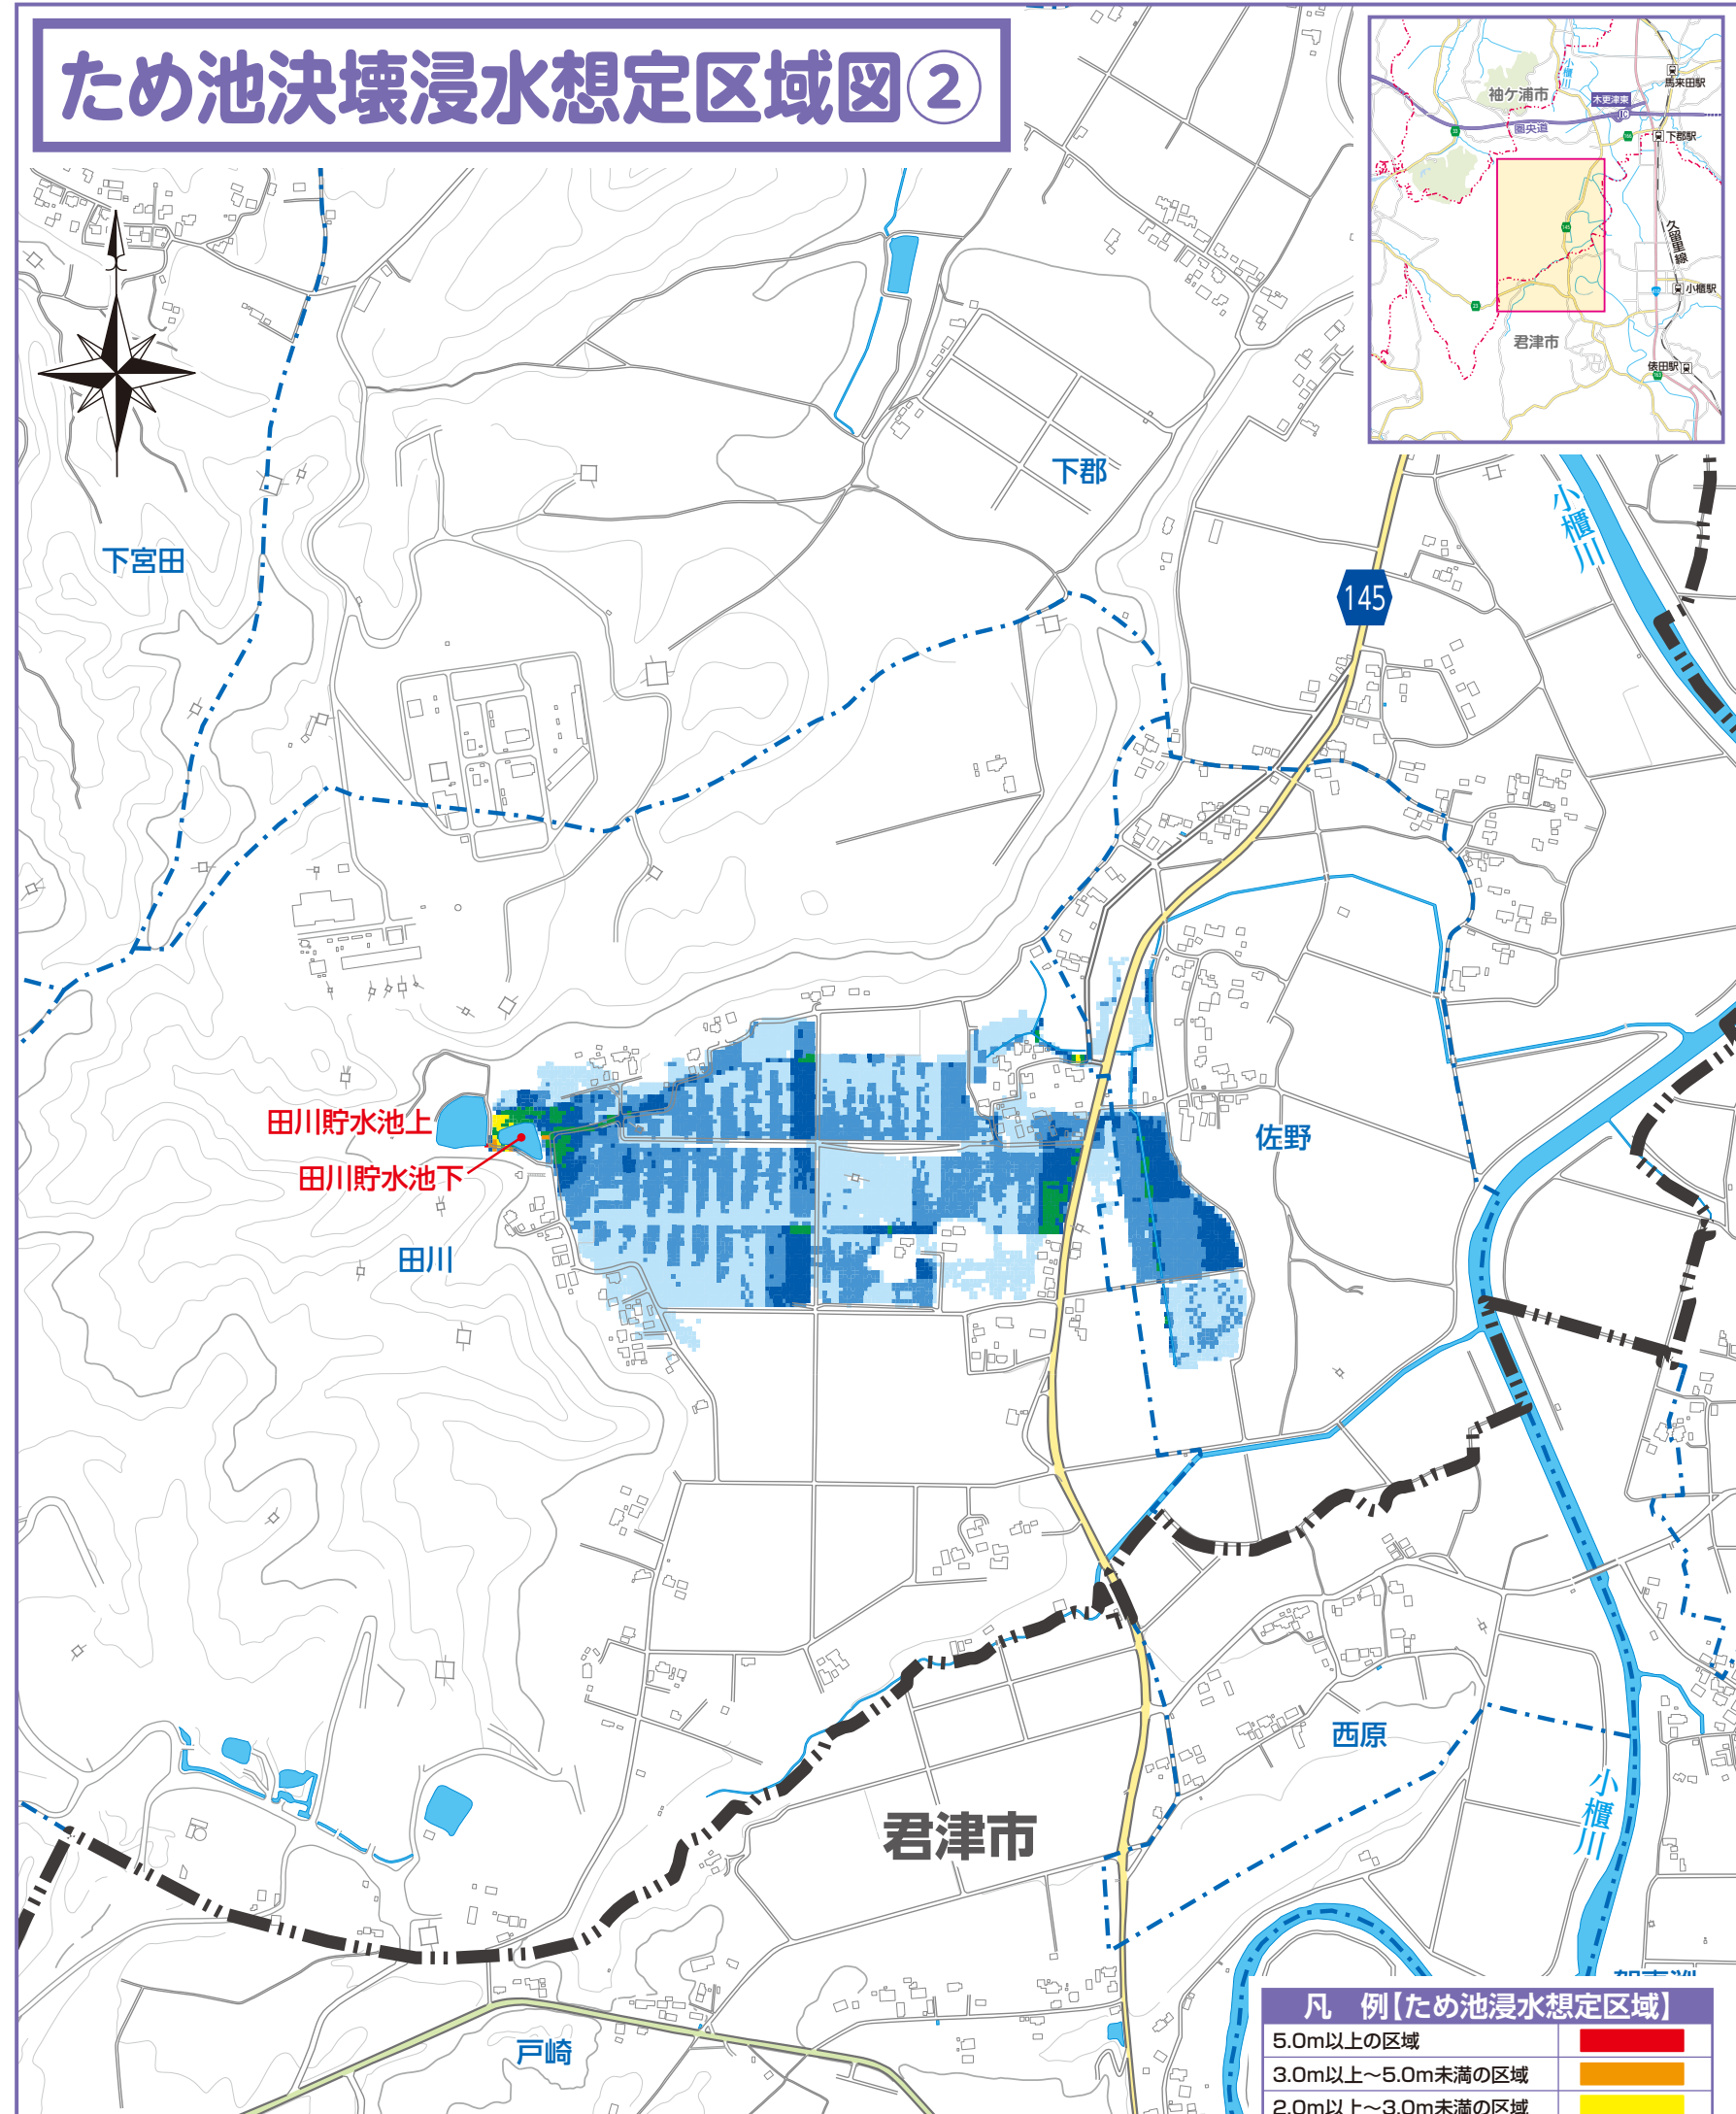 ため池決壊浸水想定区域図②
袖ケ浦市
小櫃川
馬来田駅
木更津東
JC
圏央道
下郡駅
145
久留里線
小櫃駅
23
君津市
俵田駅
下郡
小櫃川
下宮田
145
田川貯水池上
田川貯水池下
佐野
田川
西原
小櫃川
君津市
戸崎
凡 例【ため池浸水想定区域】
5.0m以上の区域
3.0m以上～5.0m未満の区域
2.0m以上～3.0m未満の区域